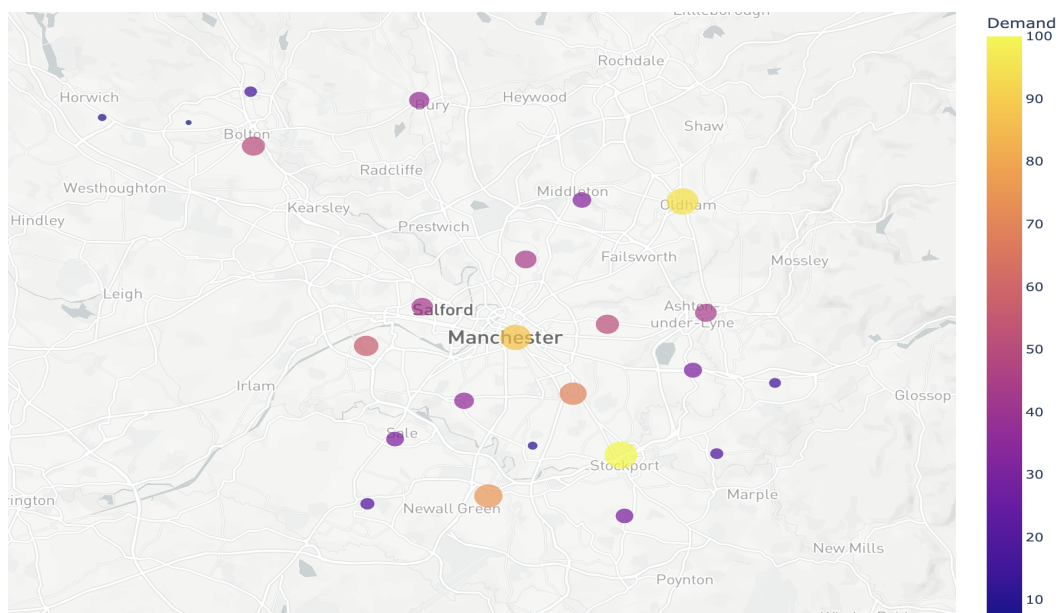 Littleborough
Demand
100
Rochdale
90
Horwich
Heywood
Bury
Shaw
Bolton
80
Radcliffe
Westhoughton
Middleton
Oldham
Kearsley
70
Hindley
Prestwich
Failsworth
Mossley
60
Leigh
Salford
Ashton-
under-Eyne
Manchester
50
Irlam
40
Glossop
Sale
30
Stockport
Marple
rington
Newall Green
20
New Mills
Poynton
10